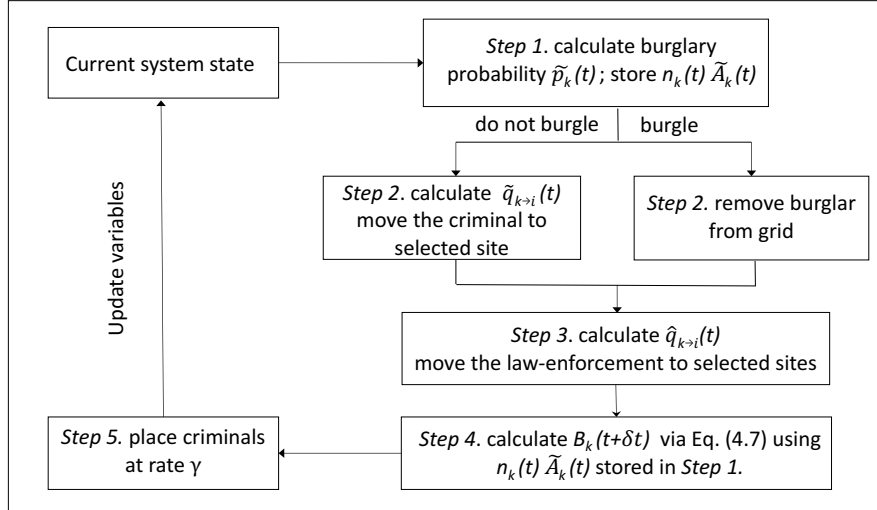 Current system state
Step 1. calculate burglary
probability p̃ₖ(t) ; store nₖ(t) Ãₖ(t)
do not burgle
burgle
Step 2. calculate q̃ₖ→ᵢ(t)
move the criminal to
selected site
Step 2. remove burglar
from grid
Update variables
Step 3. calculate q̂ₖ→ᵢ(t)
move the law-enforcement to selected sites
Step 4. calculate Bₖ(t+δt) via Eq. (4.7) using
nₖ(t) Ãₖ(t) stored in Step 1.
Step 5. place criminals
at rate γ